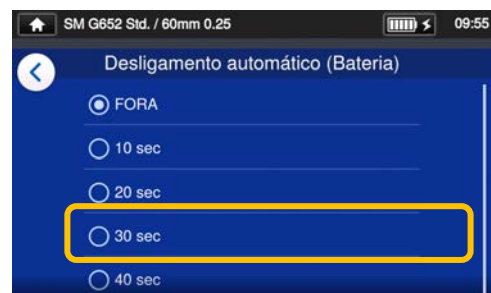 SM G652 Std. / 60mm 0.25 09:55
Desligamento automático (Bateria)
FORA
10 sec
20 sec
30 sec
40 sec